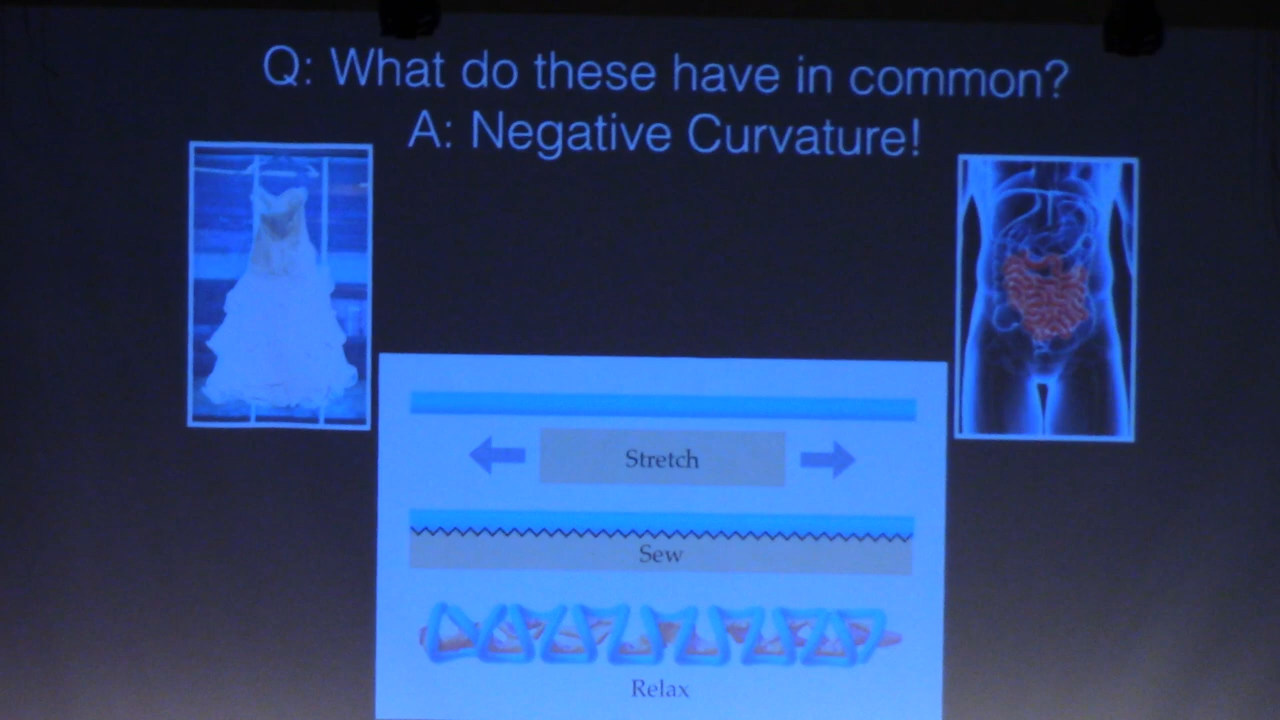 Q: What do these have in common?
A: Negative Curvature!
Stretch
Sew
Relax